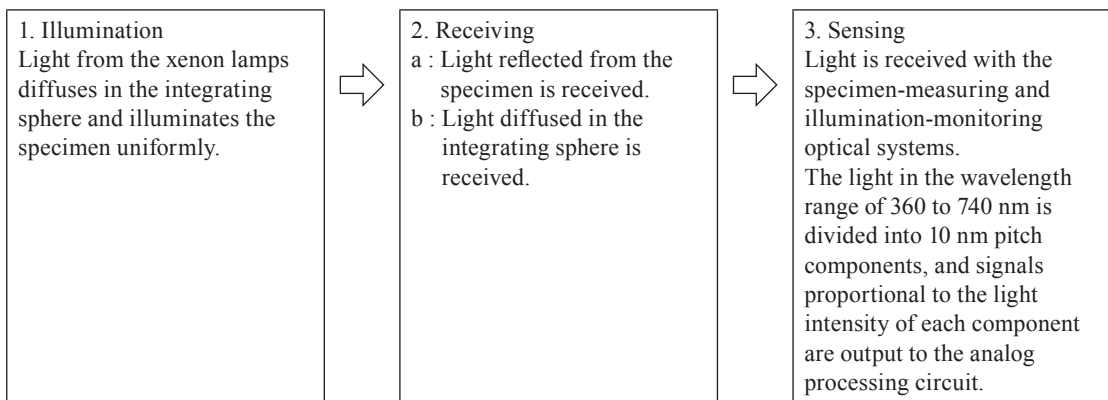 1. Illumination
Light from the xenon lamps
diffuses in the integrating
sphere and illuminates the
specimen uniformly.
2. Receiving
a : Light reflected from the
specimen is received.
b : Light diffused in the
integrating sphere is
received.
3. Sensing
Light is received with the
specimen-measuring and
illumination-monitoring
optical systems.
The light in the wavelength
range of 360 to 740 nm is
divided into 10 nm pitch
components, and signals
proportional to the light
intensity of each component
are output to the analog
processing circuit.